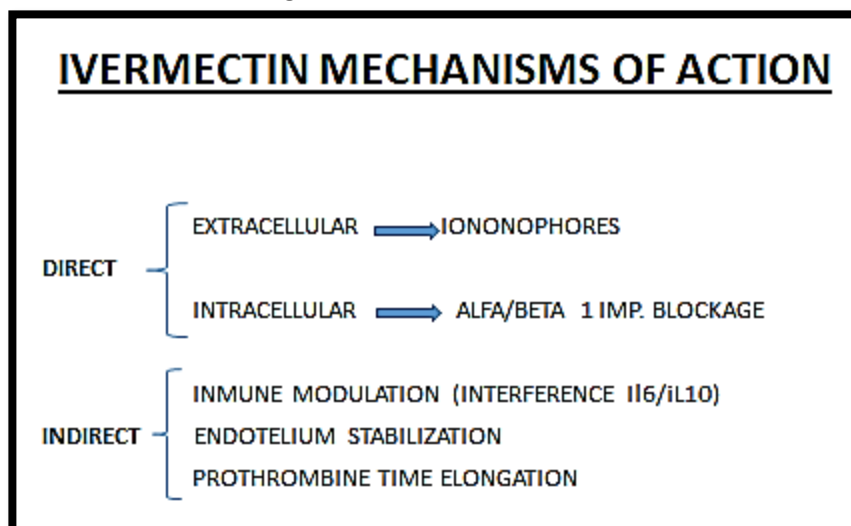 IVERMECTIN MECHANISMS OF ACTION
EXTRACELLULAR IONONOPHORES
DIRECT
INTRACELLULAR ALFA/BETA 1 IMP. BLOCKAGE
INMUNE MODULATION (INTERFERENCE Il6/iL10)
INDIRECT ENDOTELIUM STABILIZATION
PROTHROMBINE TIME ELONGATION